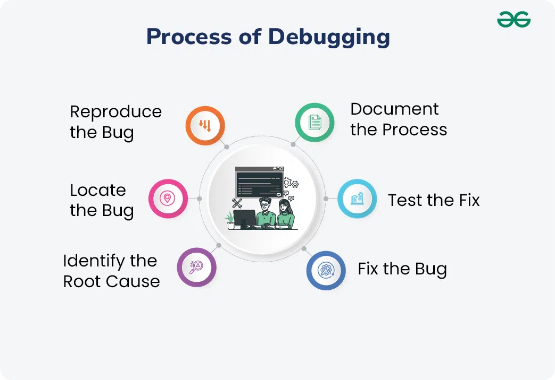 Process of Debugging
Reproduce
the Bug
Locate
the Bug
Identify the
Root Cause
Fix the Bug
Test the Fix
Document
the Process